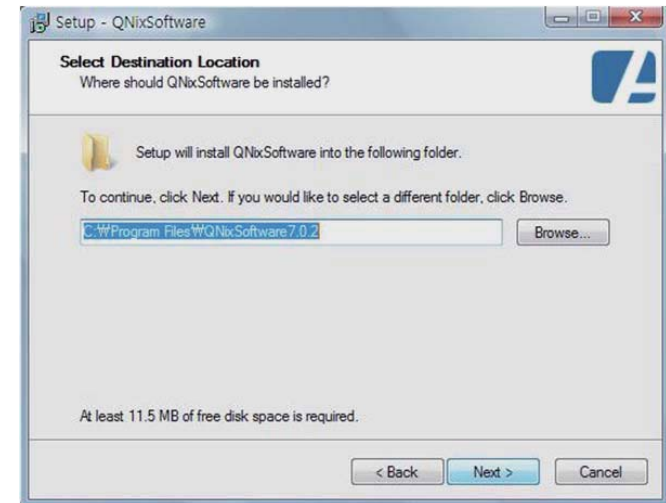 Setup - QNixSoftware
Select Destination Location
Where should QNixSoftware be installed?
Setup will install QNixSoftware into the following folder.
To continue, click Next. If you would like to select a different folder, click Browse.
C:₩Program Files₩QNixSoftware7.0.2
Browse...
At least 11.5 MB of free disk space is required.
< Back
Next >
Cancel